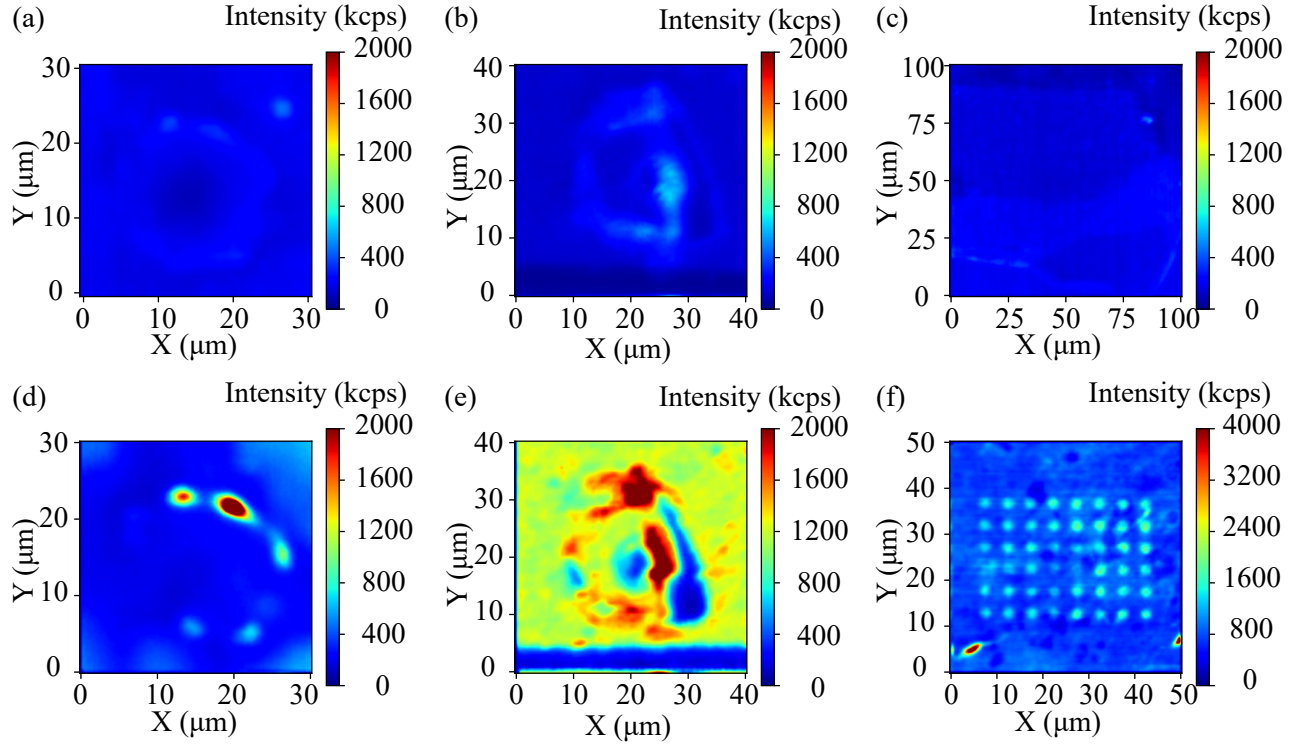 (a) Intensity (kcps) (b) Intensity (kcps) (c) Intensity (kcps)
2000 2000 2000
30 40 100
1600 1600 1600
75
30
20 1200 1200 1200
Y (μm) Y (μm) Y (μm)
20 50
800 800 800
10
10 25
400 400 400
0 0 0
0 0 0
0 10 20 30 0 10 20 30 40 0 25 50 75 100
X (μm) X (μm) X (μm)
(d) Intensity (kcps) (e) Intensity (kcps) (f) Intensity (kcps)
2000 2000 4000
30 40 50
1600 1600 3200
40
30
20 1200 1200 2400
30
Y (μm) Y (μm) Y (μm)
20
800 800 1600
20
10
10 10
400 400 800
0 0 0
0 0 0
0 10 20 30 0 10 20 30 40 0 10 20 30 40 50
X (μm) X (μm) X (μm)